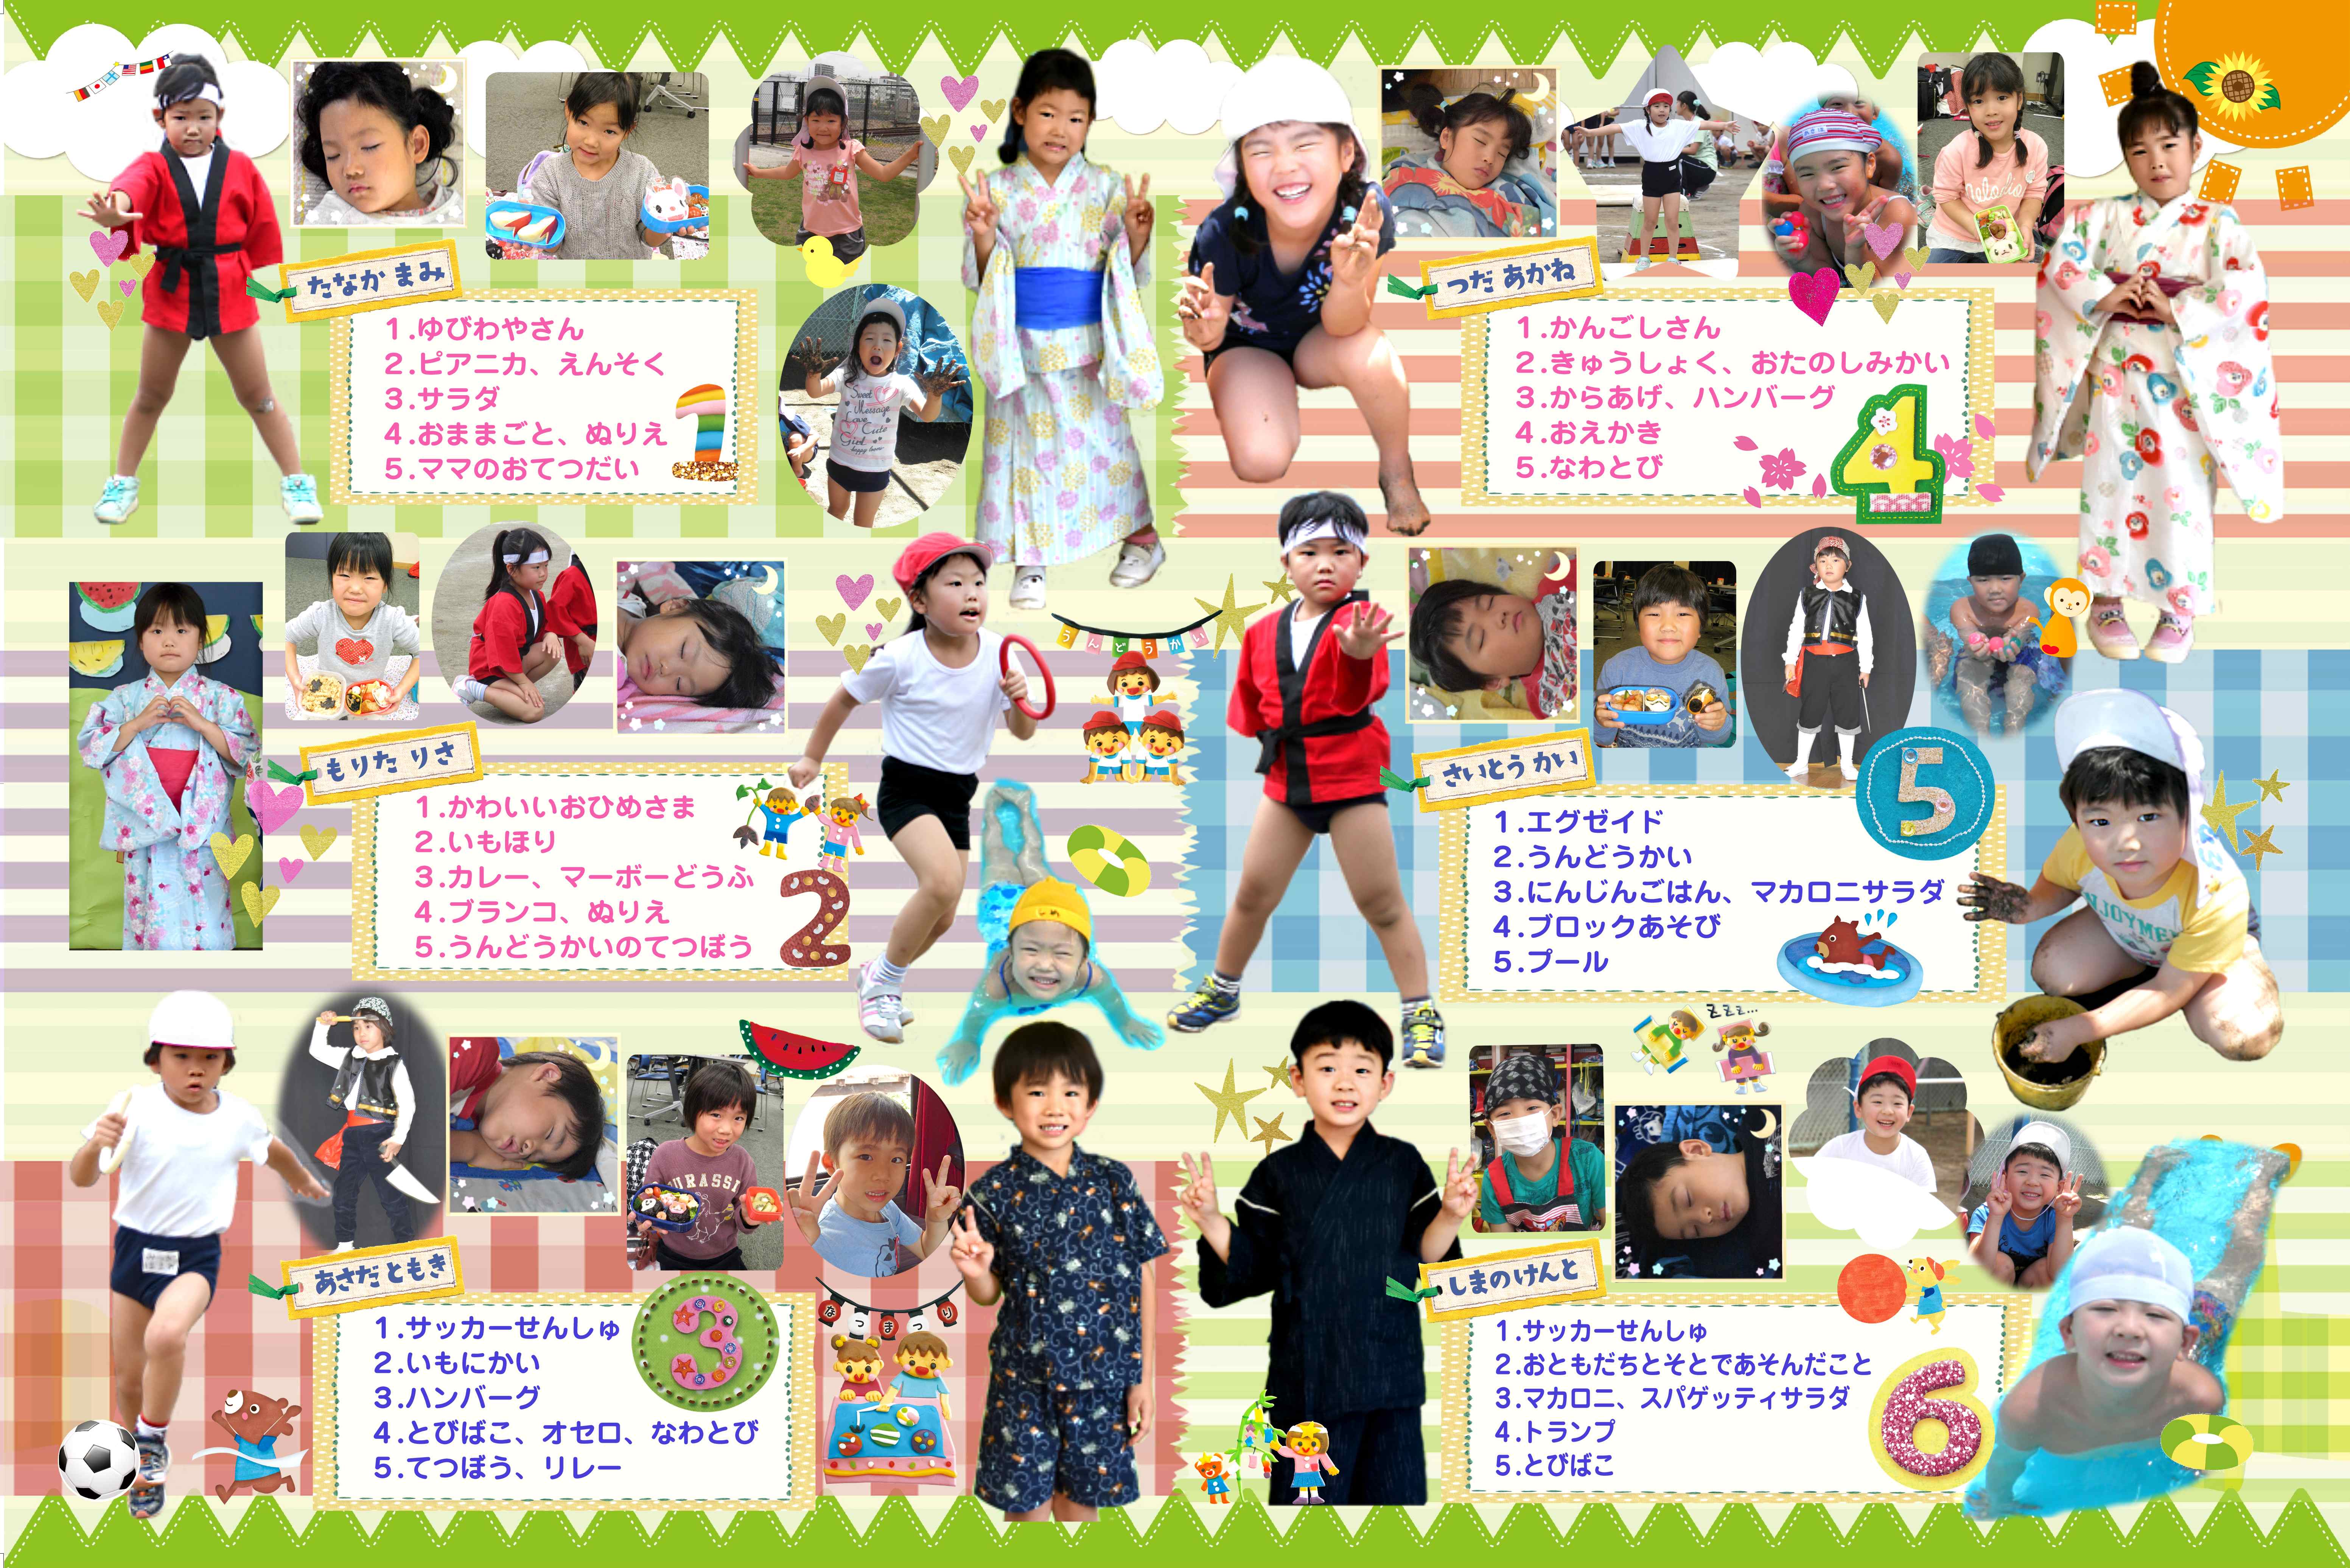 たなか まみ
1.ゆびわやさん
2.ピアニカ、えんそく
3.サラダ
4.おままごと、ぬりえ
5.ママのおてつだい
1
Sweet
Message
Love
Cute
Girl
つだ あかね
1.かんごしさん
2.きゅうしょく、おたのしみかい
3.からあげ、ハンバーグ
4.おえかき
5.なわとび
4
もりた りさ
1.かわいいおひめさま
2.いもほり
3.カレー、マーボーどうふ
4.ブランコ、ぬりえ
5.うんどうかいのてつぼう
2
うんどうかい
さいとう かい
1.エグゼイド
2.うんどうかい
3.にんじんごはん、マカロニサラダ
4.ブロックあそび
5.プール
5
あさだ ともき
1.サッカーせんしゅ
2.いもにかい
3.ハンバーグ
4.とびばこ、オセロ、なわとび
5.てつぼう、リレー
3
なつまつり
zzz...
しまの けんと
1.サッカーせんしゅ
2.おともだちとそとであそんだこと
3.マカロニ、スパゲッティサラダ
4.トランプ
5.とびばこ
6